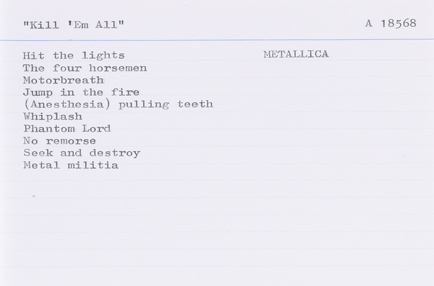 "Kill 'Em All" A 18568
Hit the lights METALLICA
The four horsemen
Motorbreath
Jump in the fire
(Anesthesia) pulling teeth
Whiplash
Phantom Lord
No remorse
Seek and destroy
Metal militia